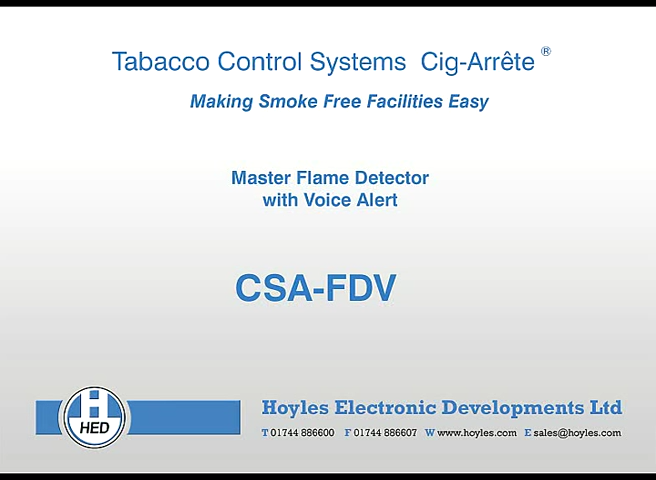 Tabacco Control Systems Cig-Arrête ®
Making Smoke Free Facilities Easy
Master Flame Detector
with Voice Alert
CSA-FDV
H
HED
Hoyles Electronic Developments Ltd
T 01744 886600 F 01744 886607 W www.hoyles.com E sales@hoyles.com